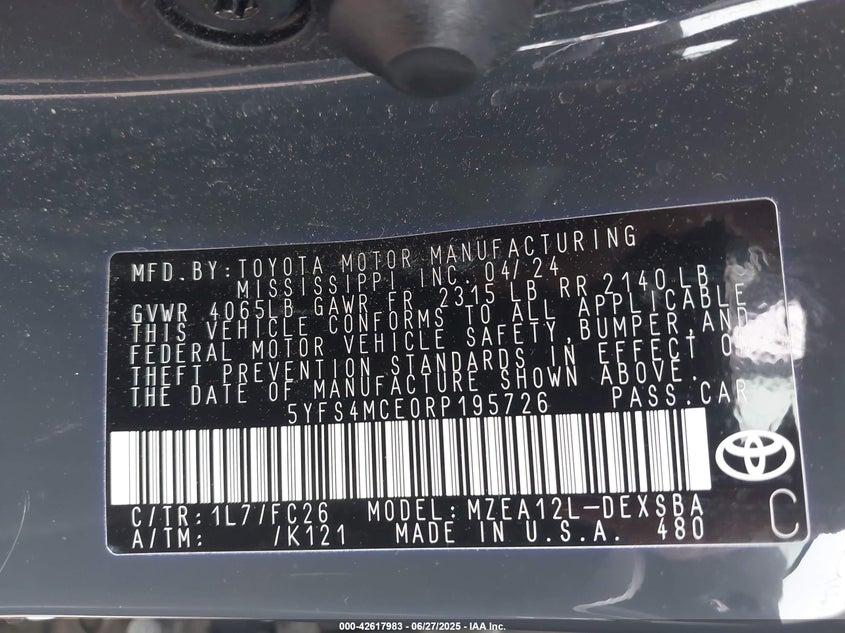 MFD.BY:TOYOTA MOTOR MANUFACTURING
MISSISSIPPI INC. 04/24
GVWR 4065LB GAWR FR 2315 LB RR 2140 LB
THIS VEHICLE CONFORMS TO ALL APPLICABLE
FEDERAL MOTOR VEHICLE SAFETY,BUMPER,AND
THEFT PREVENTION STANDARDS IN EFFECT ON
THE DATE OF MANUFACTURE SHOWN ABOVE.
5YFS4MCE0RP195726 PASS.CAR
C/TR:1L7/FC26 MODEL:MZEA12L-DEXSBA
A/TM: /K121 MADE IN U.S.A. 480
C
000-42617983 - 06/27/2025 - IAA Inc.